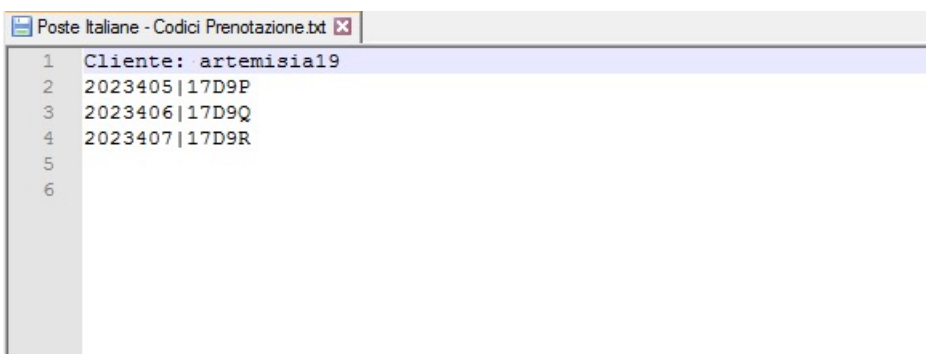 Poste Italiane - Codici Prenotazione.txt
1 Cliente: artemisia19
2 2023405|17D9P
3 2023406|17D9Q
4 2023407|17D9R
5
6